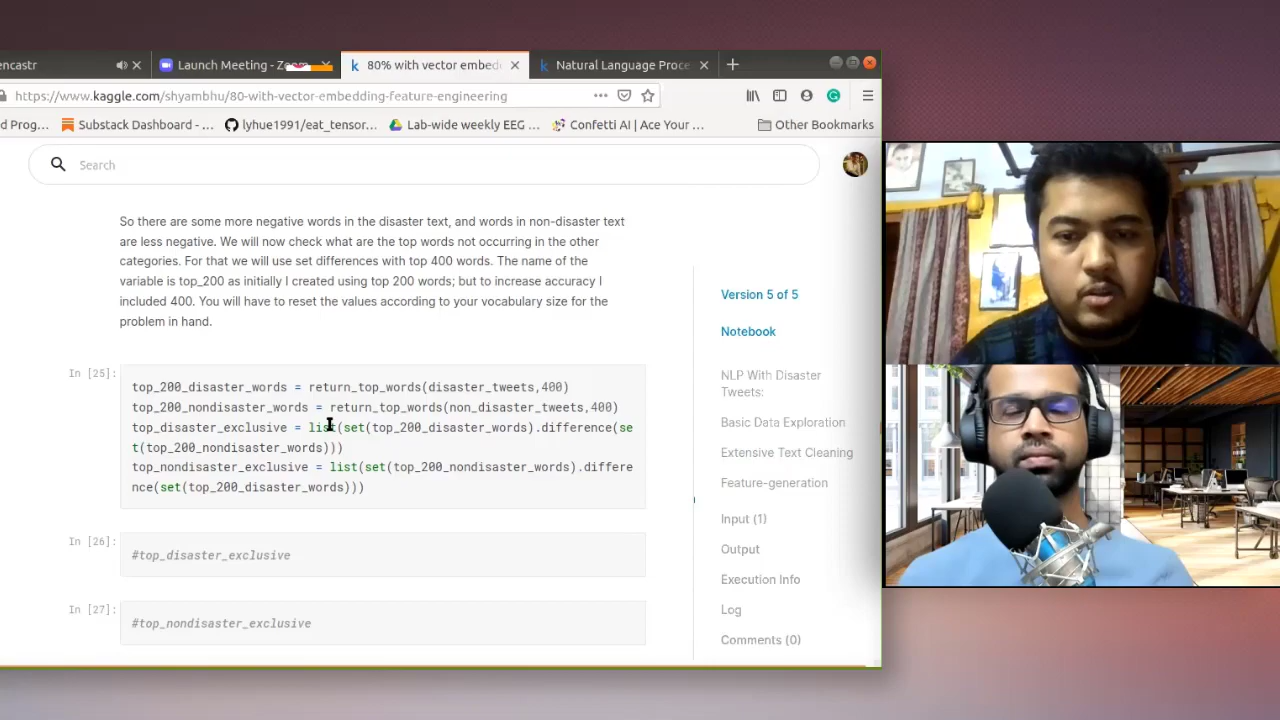 encastr
Launch Meeting - Zoom
80% with vector embed
Natural Language Proce
https://www.kaggle.com/shyambhu/80-with-vector-embedding-feature-engineering
d Prog...
Substack Dashboard - ...
lyhue1991/eat_tensor...
Lab-wide weekly EEG ...
Confetti AI | Ace Your ...
Other Bookmarks
Search
So there are some more negative words in the disaster text, and words in non-disaster text
are less negative. We will now check what are the top words not occurring in the other
categories. For that we will use set differences with top 400 words. The name of the
variable is top_200 as initially I created using top 200 words; but to increase accuracy I
included 400. You will have to reset the values according to your vocabulary size for the
problem in hand.
In [25]:
top_200_disaster_words = return_top_words(disaster_tweets,400)
top_200_nondisaster_words = return_top_words(non_disaster_tweets,400)
top_disaster_exclusive = list(set(top_200_disaster_words).difference(se
t(top_200_nondisaster_words)))
top_nondisaster_exclusive = list(set(top_200_nondisaster_words).differe
nce(set(top_200_disaster_words)))
In [26]:
#top_disaster_exclusive
In [27]:
#top_nondisaster_exclusive
Version 5 of 5
Notebook
NLP With Disaster
Tweets:
Basic Data Exploration
Extensive Text Cleaning
Feature-generation
Input (1)
Output
Execution Info
Log
Comments (0)